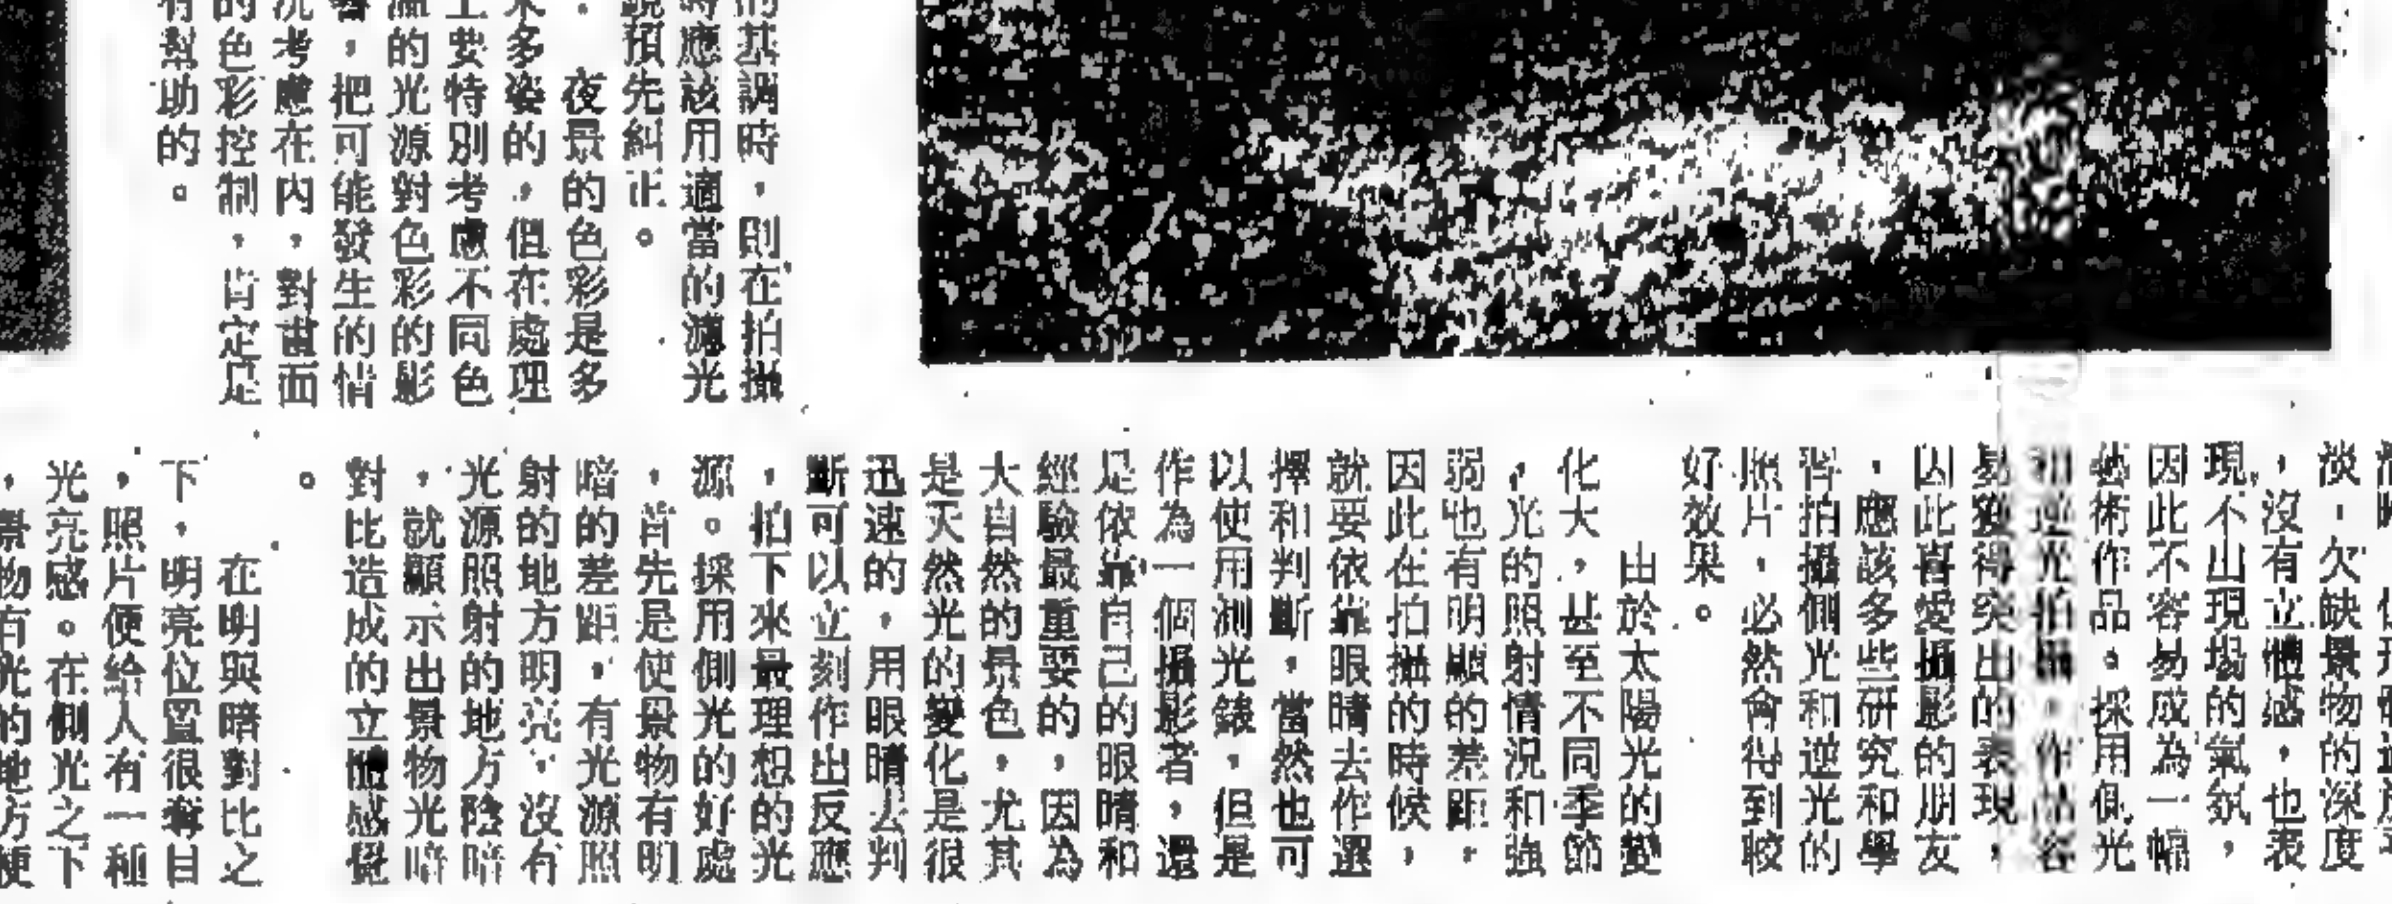 的基調時，則在拍攝
時應該用適當的濾光
鏡預先糾正。
夜景的色彩是多
采多姿的，但在處理
上要特別考慮不同色
溫的光源對色彩的影
響，把可能發生的情
況考慮在內，對畫面
的色彩控制，肯定是
有幫助的。
淡，欠缺景物的深度
，沒有立體感，也表
現不出現場的氣氛，
因此不容易成為一幅
藝術作品。採用側光
和逆光拍攝，作品容
易獲得突出的表現，
因此喜愛攝影的朋友
，應該多些研究和學
習拍攝側光和逆光的
照片，必然會得到較
好效果。
由於太陽光的變
化大，甚至不同季節
，光的照射情況和強
弱也有明顯的差距，
因此在拍攝的時候，
就要依靠眼睛去作選
擇和判斷，當然也可
以使用測光錶，但是
作為一個攝影者，還
是依靠自己的眼睛和
經驗最重要的，因為
大自然的景色，尤其
是天然光的變化是很
迅速的，用眼睛去判
斷可以立刻作出反應
，拍下來最理想的光
源。採用側光的好處
，首先是使景物有明
暗的差距，有光源照
射的地方明亮，沒有
光源照射的地方陰暗
，就顯示出景物光暗
對比造成的立體感覺
。
在明與暗對比之
下，明亮位置很奪目
，照片便給人有一種
光亮感。在側光之下
，景物有光的地方便